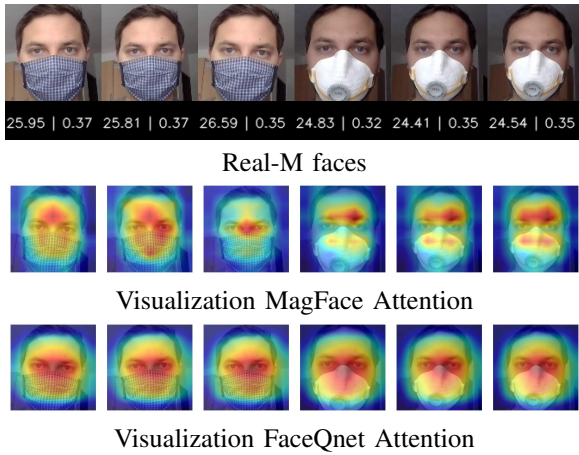 25.95 | 0.37 25.81 | 0.37 26.59 | 0.35 24.83 | 0.32 24.41 | 0.35 24.54 | 0.35
Real-M faces
Visualization MagFace Attention
Visualization FaceQnet Attention